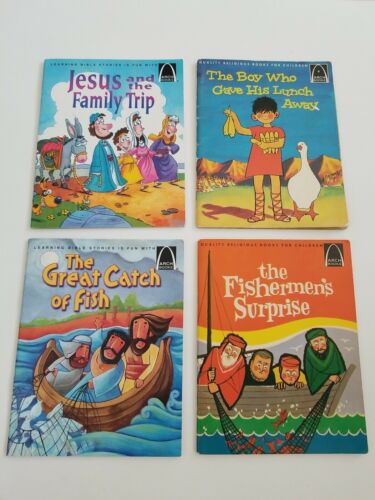 LEARNING BIBLE STORIES IS FUN WITH
ARCH
BOOKS
Jesus and
the
Family Trip
QUALITY RELIGIOUS BOOKS FOR CHILDREN
ARCH
BOOKS
The Boy Who
Gave His Lunch
Away
LEARNING BIBLE STORIES IS FUN WITH
ARCH
BOOKS
The
Great Catch
of Fish
QUALITY RELIGIOUS BOOKS FOR CHILDREN
ARCH
BOOKS
the
Fishermen's
Surprise